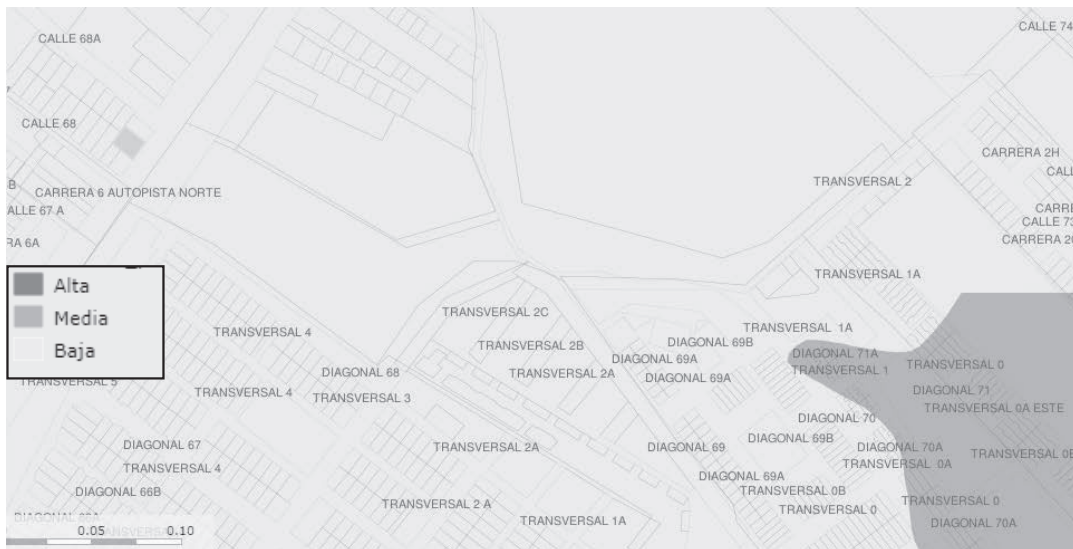 CALLE 68A
CALLE 74
CALLE 68
CARRERA 2H
CARRERA 6 AUTOPISTA NORTE
TRANSVERSAL 2
ALLE 67 A
CALLE 73
RA 6A
CARRERA 2
TRANSVERSAL 1A
Alta
Media
Baja
TRANSVERSAL 2C
TRANSVERSAL 4
TRANSVERSAL 1A
TRANSVERSAL 2B
DIAGONAL 69B
DIAGONAL 69A
DIAGONAL 71A
TRANSVERSAL 0
DIAGONAL 68
TRANSVERSAL 2A
DIAGONAL 69A
TRANSVERSAL 1
TRANSVERSAL 5
TRANSVERSAL 4
TRANSVERSAL 3
DIAGONAL 71
TRANSVERSAL 0A ESTE
DIAGONAL 70
DIAGONAL 67
TRANSVERSAL 2A
DIAGONAL 69
DIAGONAL 69B
DIAGONAL 70A
TRANSVERSAL 0E
TRANSVERSAL 4
TRANSVERSAL 0A
DIAGONAL 69A
DIAGONAL 66B
TRANSVERSAL 0B
TRANSVERSAL 2 A
TRANSVERSAL 0
TRANSVERSAL 0
TRANSVERSAL 1A
DIAGONAL 70A
0.05
0.10